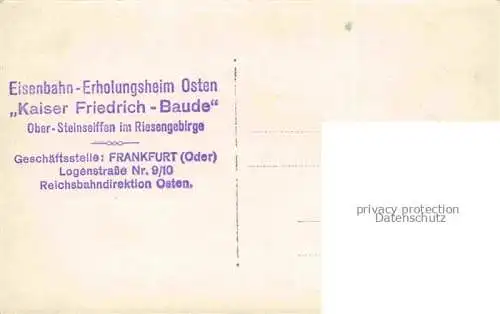 Eisenbahn-Erholungsheim Osten
„Kaiser Friedrich-Baude“
Ober-Steinseiffen im Riesengebirge
Geschäftsstelle: FRANKFURT (Oder)
Logenstraße Nr. 9/10
Reichsbahndirektion Osten.
privacy protection
Datenschutz